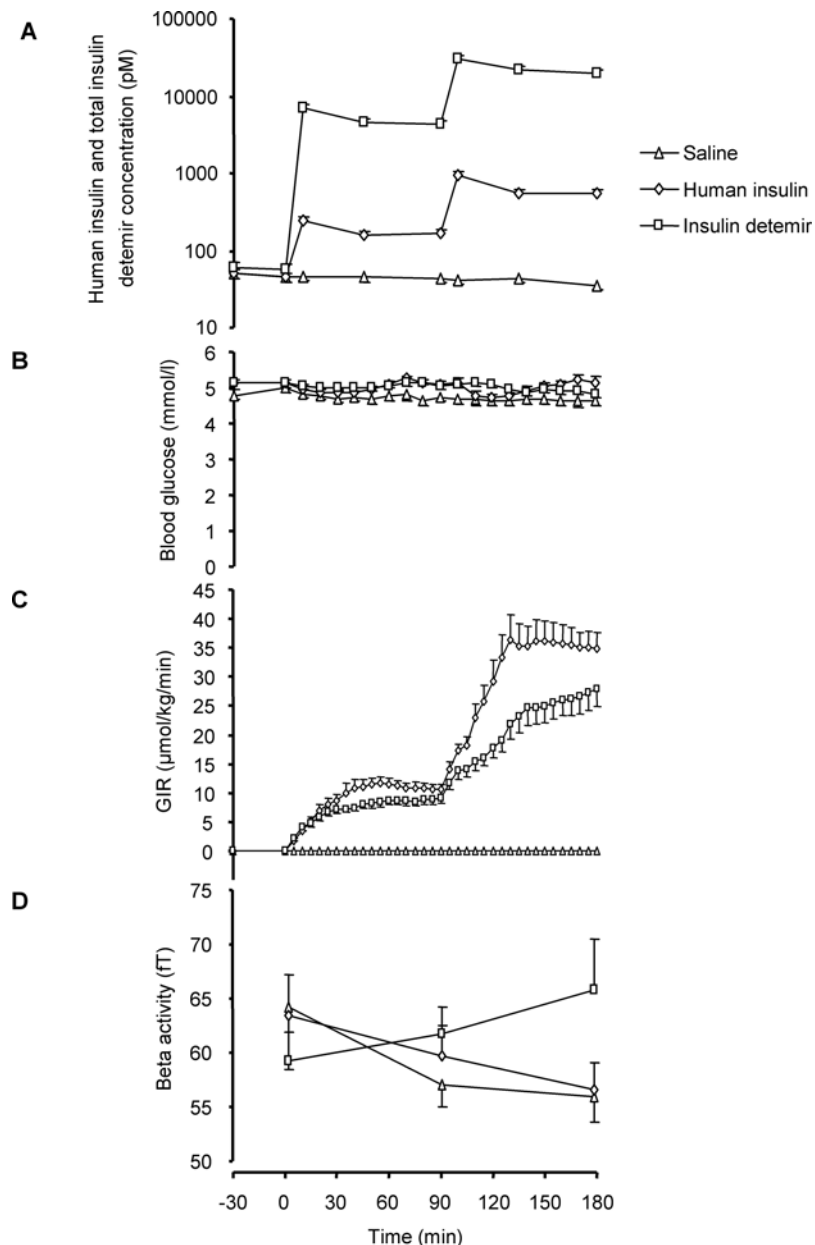 A
Human insulin and total insulin
detemir concentration (pM)
100000
10000
1000
100
10
Saline
Human insulin
Insulin detemir
B
Blood glucose (mmol/l)
6
5
4
3
2
1
0
C
GIR (µmol/kg/min)
45
40
35
30
25
20
15
10
5
0
D
Beta activity (fT)
75
70
65
60
55
50
-30 0 30 60 90 120 150 180
Time (min)